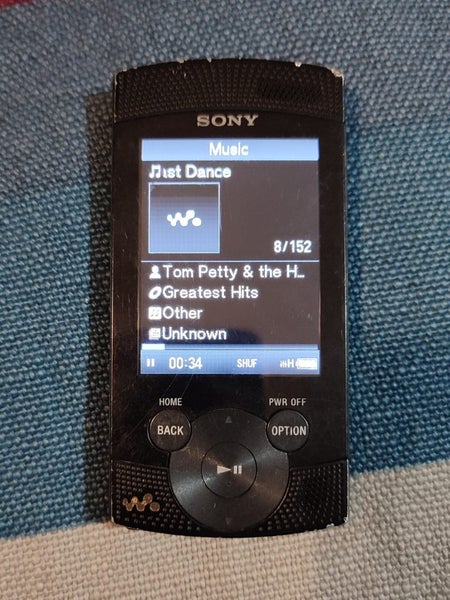 SONY
Music
ıst Dance
8/152
Tom Petty & the H...
Greatest Hits
Other
Unknown
00:34 SHUF H
HOME PWR OFF
BACK OPTION